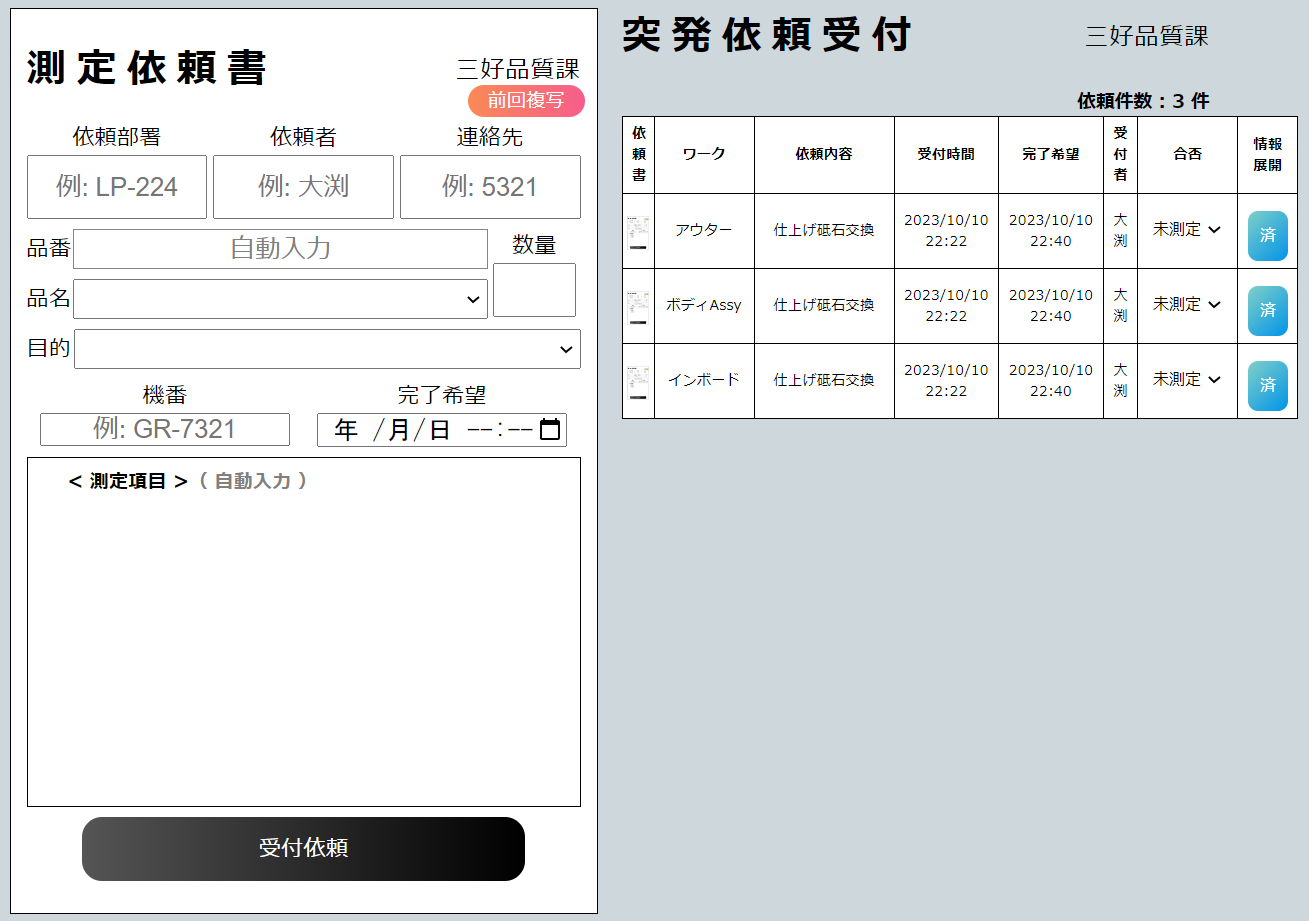 測定依頼書
三好品質課
前回複写
依頼部署 依頼者 連絡先
例: LP-224 例: 大渕 例: 5321
品番 自動入力 数量
品名
目的
機番 完了希望
例: GR-7321 年 /月/日 --:--
< 測定項目 >（ 自動入力 ）
受付依頼
突発依頼受付 三好品質課
依頼件数：3 件
依頼書 ワーク 依頼内容 受付時間 完了希望 受付者 合否 情報展開
アウター 仕上げ砥石交換 2023/10/10 22:22 2023/10/10 22:40 大渕 未測定 済
ボディAssy 仕上げ砥石交換 2023/10/10 22:22 2023/10/10 22:40 大渕 未測定 済
インボード 仕上げ砥石交換 2023/10/10 22:22 2023/10/10 22:40 大渕 未測定 済